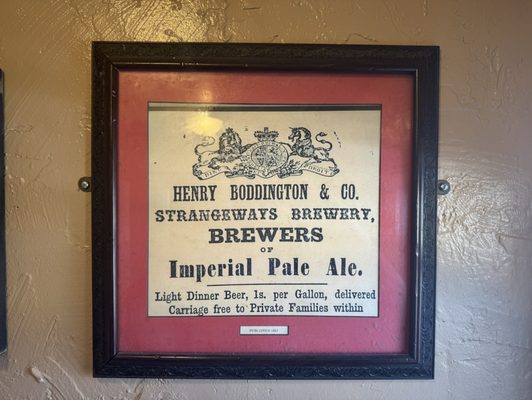 HENRY BODDINGTON & CO.
STRANGEWAYS BREWERY,
BREWERS
OF
Imperial Pale Ale.
Light Dinner Beer, 1s. per Gallon, delivered
Carriage free to Private Families within
PUBLISHED